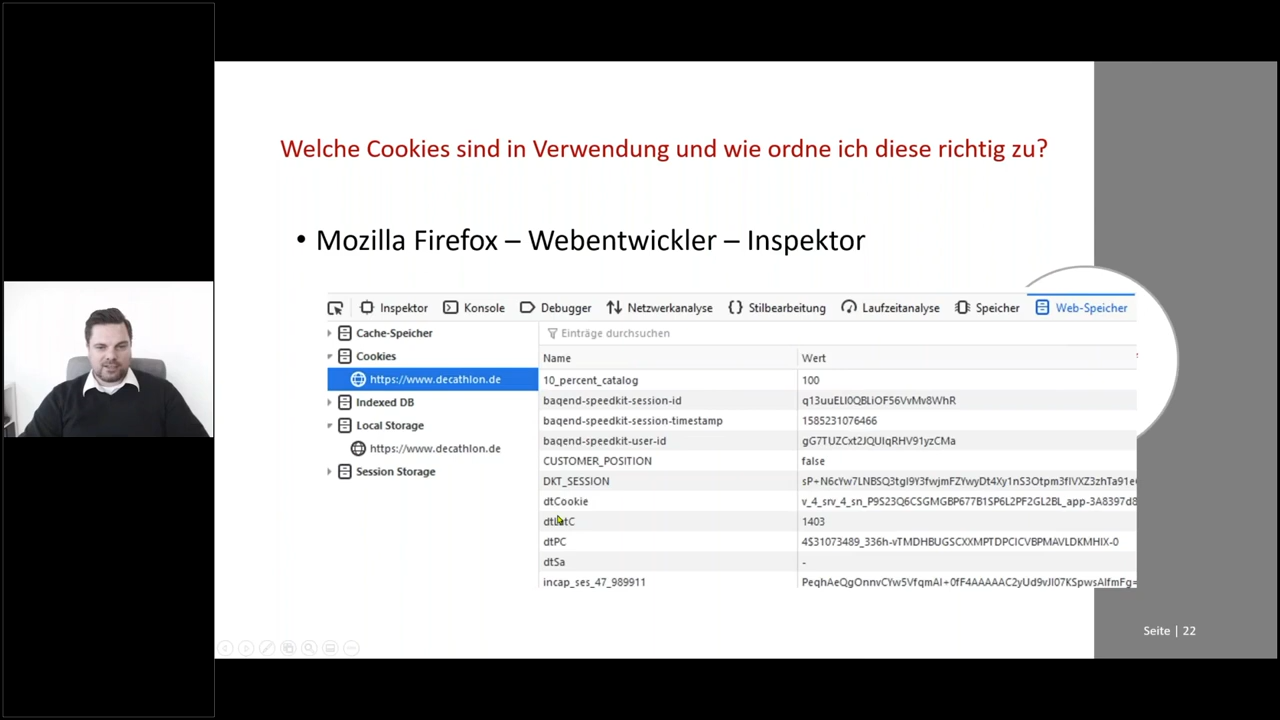 Welche Cookies sind in Verwendung und wie ordne ich diese richtig zu?
• Mozilla Firefox – Webentwickler – Inspektor
Inspektor Konsole Debugger Netzwerkanalyse Stilbearbeitung Laufzeitanalyse Speicher Web-Speicher
Cache-Speicher
Cookies
https://www.decathlon.de
Indexed DB
Local Storage
https://www.decathlon.de
Session Storage
Einträge durchsuchen
Name Wert
10_percent_catalog 100
baqend-speedkit-session-id
baqend-speedkit-session-timestamp 1585231076466
baqend-speedkit-user-id
CUSTOMER_POSITION false
DKT_SESSION
dtCookie
dtLatC 1403
dtPC
dtSa -
incap_ses_47_989911
Seite | 22